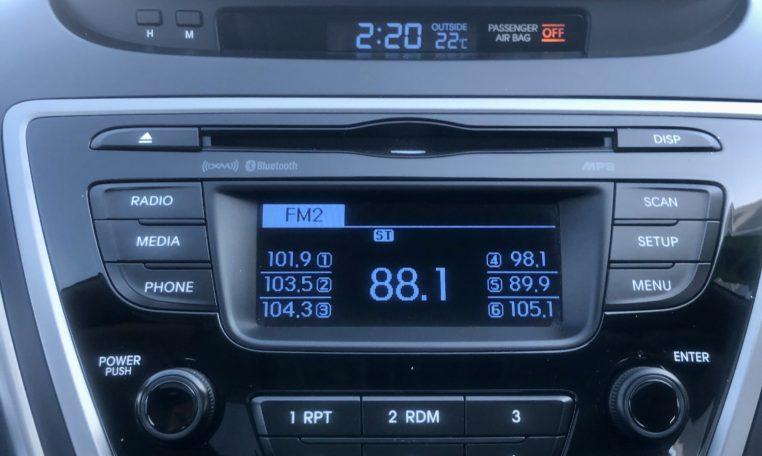 2:20 OUTSIDE 22°C PASSENGER AIR BAG OFF
H M
DISP
XM Bluetooth MP3
RADIO FM2 SCAN
ST
MEDIA 101.9 1 88.1 4 98.1 SETUP
103.5 2 5 89.9
PHONE 104.3 3 6 105.1 MENU
POWER PUSH ENTER
1 RPT 2 RDM 3